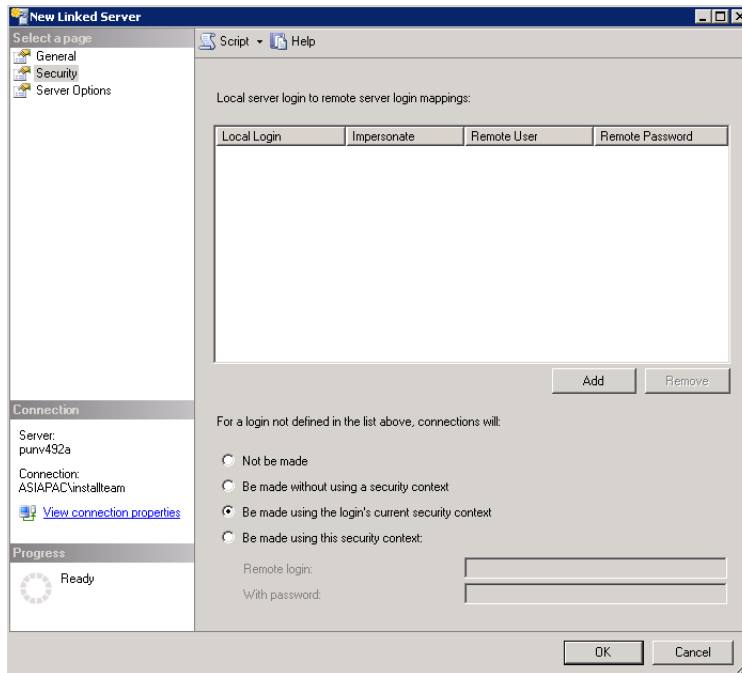 New Linked Server
Select a page
General
Security
Server Options
Script Help
Local server login to remote server login mappings:
Local Login Impersonate Remote User Remote Password
Add Remove
For a login not defined in the list above, connections will:
Not be made
Be made without using a security context
Be made using the login's current security context
Be made using this security context:
Remote login:
With password:
Connection
Server:
punv492a
Connection:
ASIAPAC\installteam
View connection properties
Progress
Ready
OK Cancel